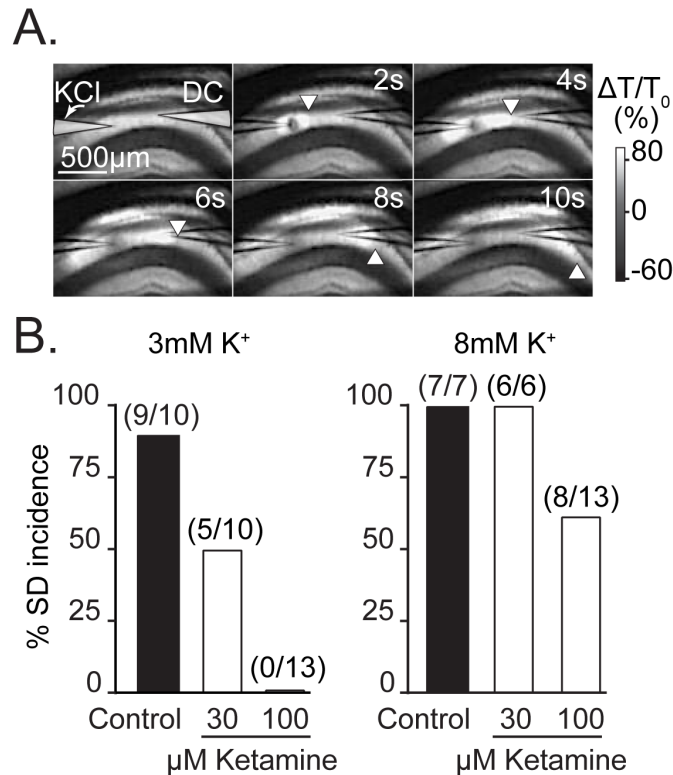 A.
KCl
DC
500µm
2s
4s
6s
8s
10s
ΔT/T₀
(%)
80
0
-60
B.
3mM K⁺
% SD incidence
100
75
50
25
0
(9/10)
(5/10)
(0/13)
Control
30
100
µM Ketamine
8mM K⁺
100
75
50
25
0
(7/7)
(6/6)
(8/13)
Control
30
100
µM Ketamine